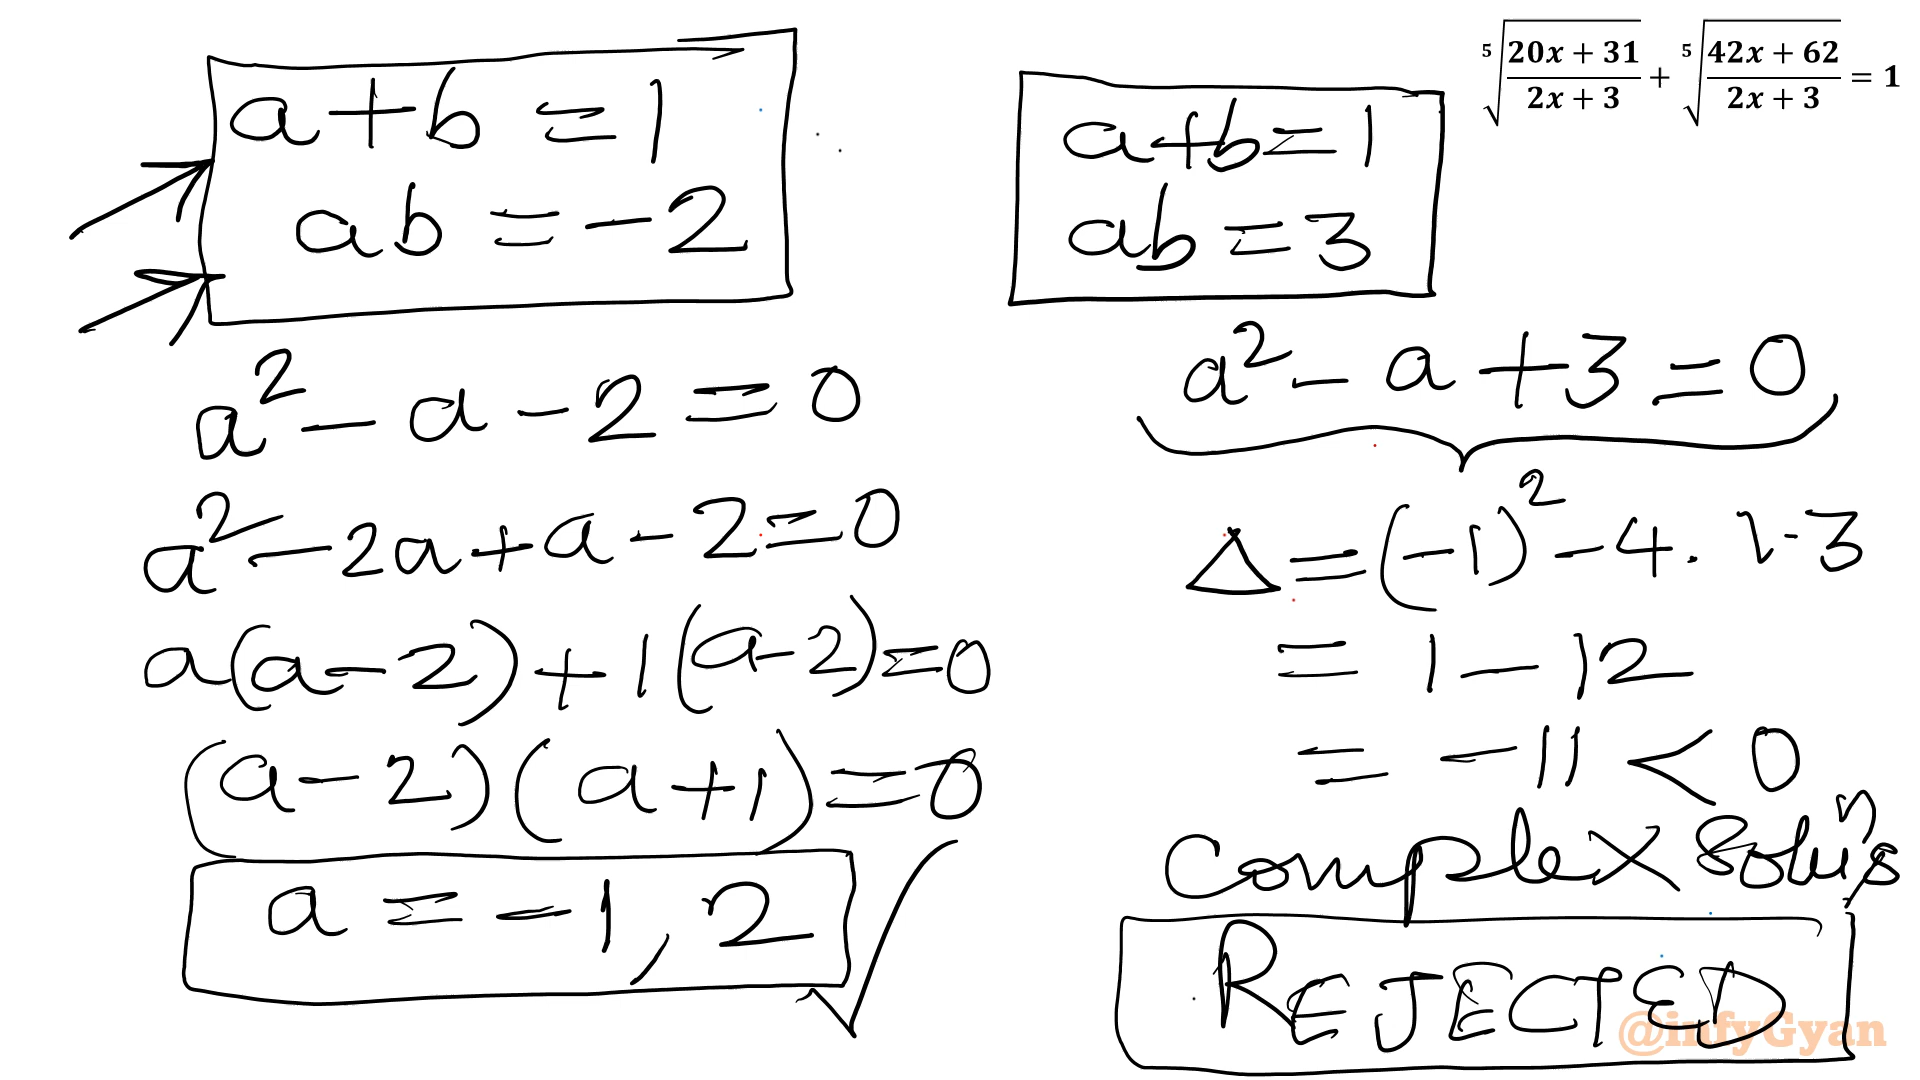 ⁵√((20x + 31)/(2x + 3)) + ⁵√((42x + 62)/(2x + 3)) = 1
a + b = 1
ab = -2
a² - a - 2 = 0
a² - 2a + a - 2 = 0
a(a - 2) + 1(a - 2) = 0
(a - 2)(a + 1) = 0
a = -1, 2
a + b = 1
ab = 3
a² - a + 3 = 0
Δ = (-1)² - 4 . 1 . 3
= 1 - 12
= -11 < 0
complex soluⁿs
REJECTED
@infyGyan